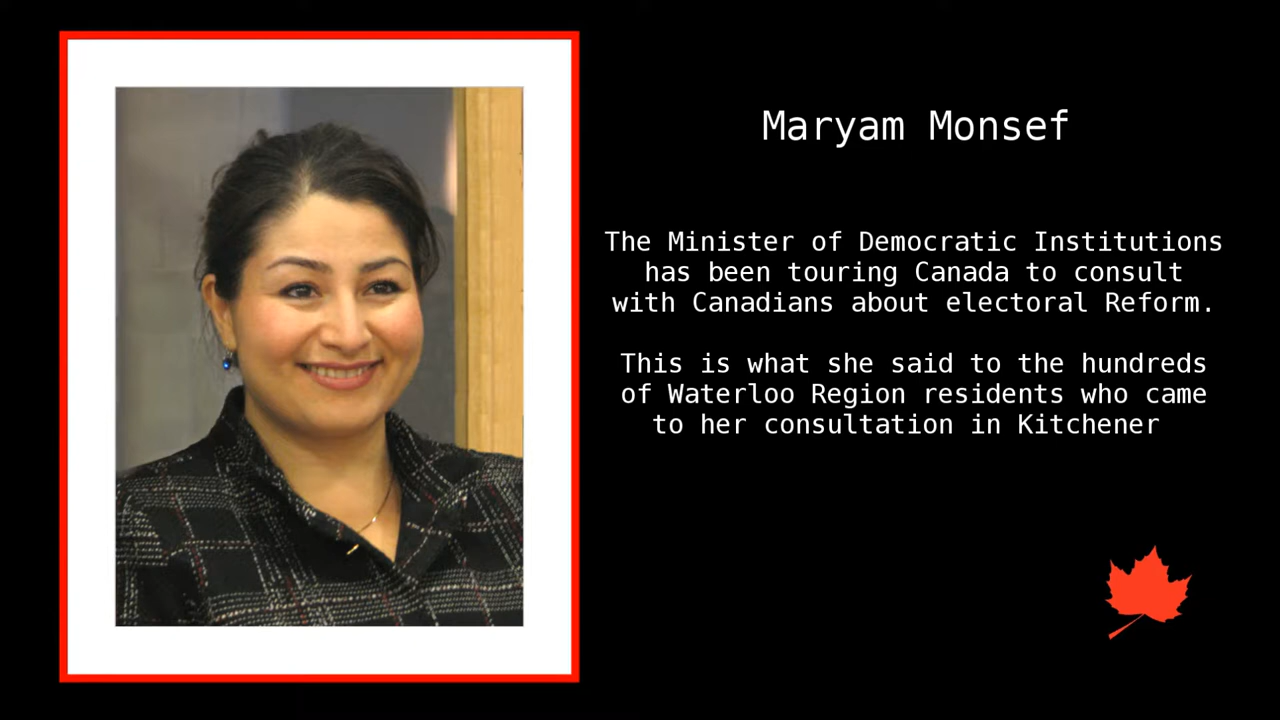 Maryam Monsef
The Minister of Democratic Institutions
has been touring Canada to consult
with Canadians about electoral Reform.
This is what she said to the hundreds
of Waterloo Region residents who came
to her consultation in Kitchener